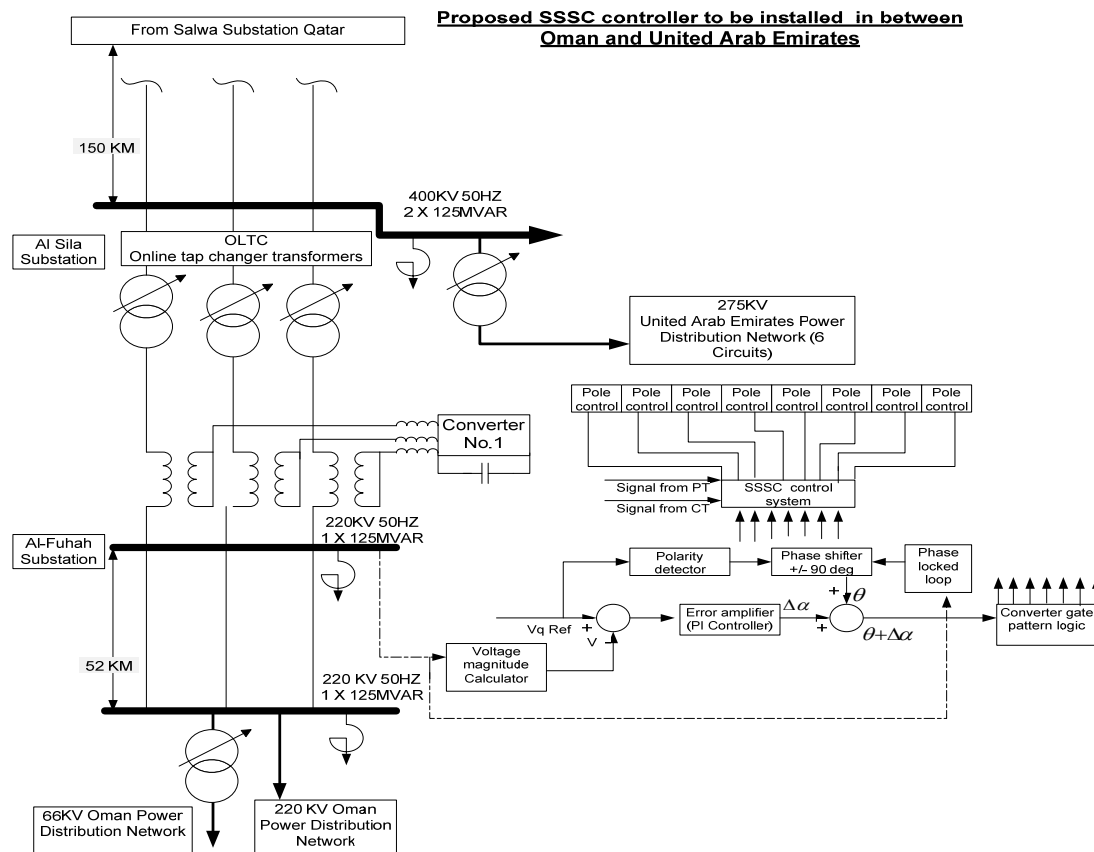 Proposed SSSC controller to be installed in between
Oman and United Arab Emirates
From Salwa Substation Qatar
150 KM
400KV 50HZ
2 X 125MVAR
Al Sila
Substation
OLTC
Online tap changer transformers
275KV
United Arab Emirates Power
Distribution Network (6
Circuits)
Pole
control
Pole
control
Pole
control
Pole
control
Pole
control
Pole
control
Pole
control
Pole
control
Converter
No.1
Signal from PT
Signal from CT
SSSC control
system
220KV 50HZ
1 X 125MVAR
Al-Fuhah
Substation
Polarity
detector
Phase shifter
+/- 90 deg
Phase
locked
loop
+
θ
Vq Ref
+
V
-
Error amplifier
(PI Controller)
Δα
+
θ+Δα
Converter gate
pattern logic
Voltage
magnitude
Calculator
52 KM
220 KV 50HZ
1 X 125MVAR
66KV Oman Power
Distribution Network
220 KV Oman
Power Distribution
Network